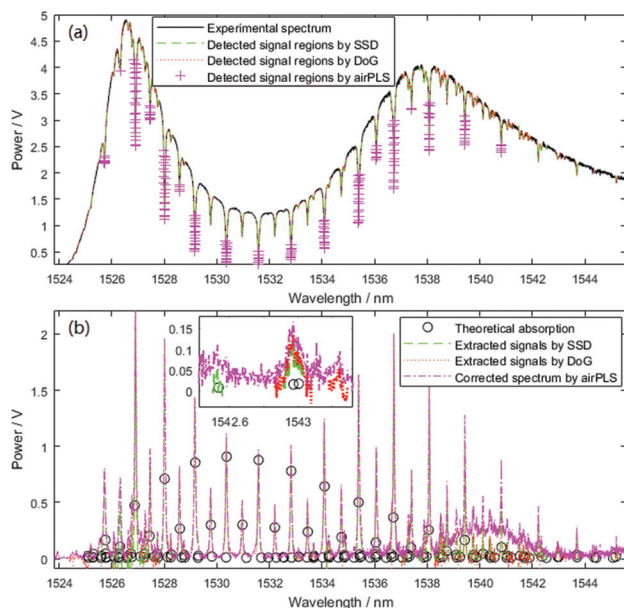 (a)
Experimental spectrum
Detected signal regions by SSD
Detected signal regions by DoG
Detected signal regions by airPLS
5
4.5
4
3.5
3
2.5
2
1.5
1
0.5
Power / V
1524 1526 1528 1530 1532 1534 1536 1538 1540 1542 1544
Wavelength / nm
(b)
Theoretical absorption
Extracted signals by SSD
Extracted signals by DoG
Corrected spectrum by airPLS
0.15
0.1
0.05
0
1542.6 1543
2
1.5
1
0.5
0
Power / V
1524 1526 1528 1530 1532 1534 1536 1538 1540 1542 1544
Wavelength / nm